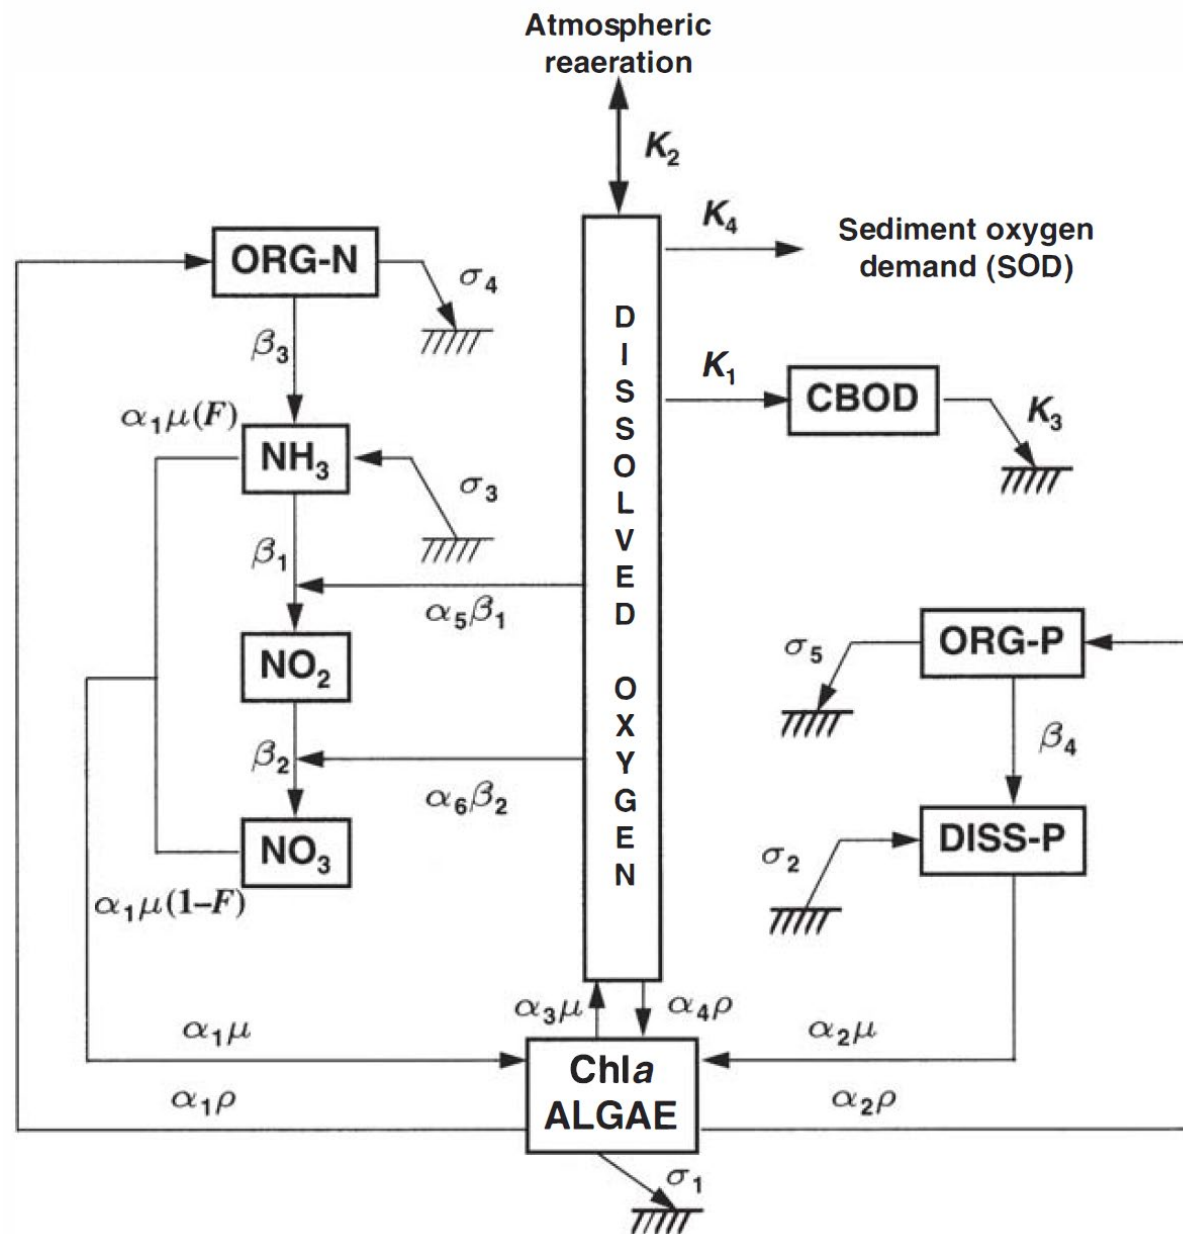 Atmospheric
reaeration
K₂
K₄
Sediment oxygen
demand (SOD)
ORG-N
σ₄
β₃
K₁
CBOD
K₃
α₁μ(F)
NH₃
σ₃
β₁
α₅β₁
NO₂
β₂
α₆β₂
NO₃
α₁μ(1–F)
DISSOLVED OXYGEN
ORG-P
σ₅
β₄
DISS-P
σ₂
α₃μ
α₄ρ
α₁μ
α₂μ
Chla
ALGAE
α₁ρ
α₂ρ
σ₁